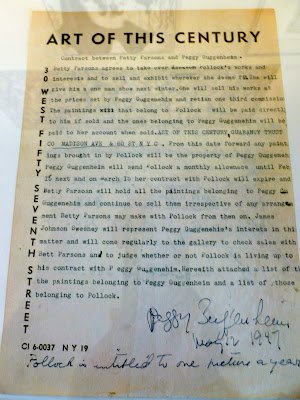 ART OF THIS CENTURY
Contract between Betty Parsons and Peggy Guggenheim.
Betty Parsons agrees to take over Pollock's works and
interests and to sell and exhibit wherever she deems fit. She will
give him a one man show next winter. She will sell his works at
the prices set by Peggy Guggenheim and retain one third commission
the paintings will that belong to Pollock will be paid directly
to him if sold and the ones belonging to Peggy Guggenheim will be
paid to her account when sold. ART OF THIS CENTURY, GUARANTY TRUST
CO MADISON AVE & 60 ST N Y C. From this date forward any pain
tings brought in by Pollock will be the property of Peggy Guggenheim
Peggy Guggenheim will send Pollock a monthly allowance until Feb
15 next and on March 15 her contract with Pollock will expire and
Betty Parsons will hold all the paintings belonging to Peggy
Guggenehim and continue to sell them irrespective of any arrange
ment Betty Parsons may make with Pollock from then on. James
Johnson Sweeney will represent Peggy Guggenehim's interests in this
matter and will come regularly to the gallery to check sales with
Bett Parsons and to judge whether or not Pollock is living up to
his contract with P eggy Guggenehim. Herewith attached a list of th
the paintings belonging to Peggy Guggenheim and a list of, those
belonging to Pollock.
30 WEST FIFTY SEVENTH STREET
Peggy Guggenheim
May 12 1947
CI 6-0037 N Y 19
Pollock is intitled to one picture a year